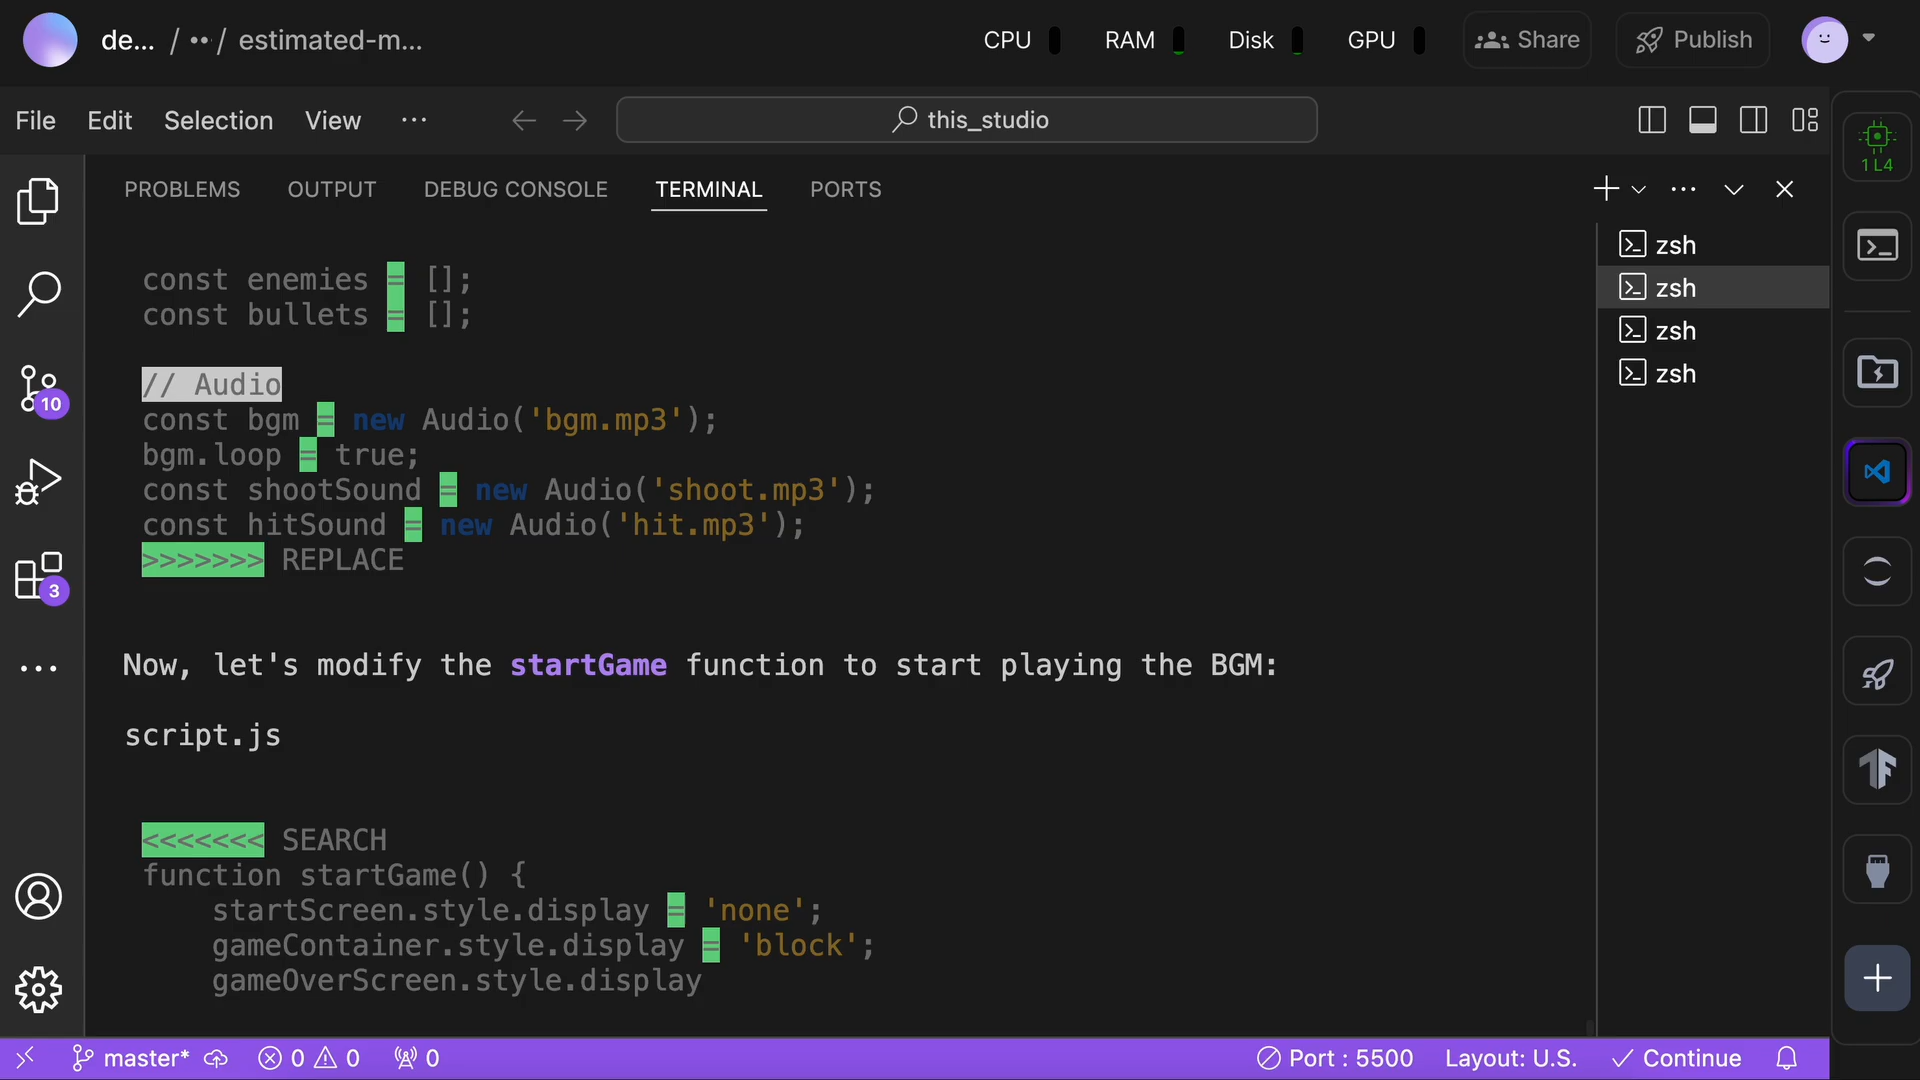 de... / ··· / estimated-m...
CPU RAM Disk GPU Share Publish
File Edit Selection View ···
this_studio
1 L4
PROBLEMS OUTPUT DEBUG CONSOLE TERMINAL PORTS
zsh
zsh
zsh
zsh
10
3
const enemies = [];
const bullets = [];
// Audio
const bgm = new Audio('bgm.mp3');
bgm.loop = true;
const shootSound = new Audio('shoot.mp3');
const hitSound = new Audio('hit.mp3');
>>>>>>> REPLACE
Now, let's modify the startGame function to start playing the BGM:
script.js
<<<<<<< SEARCH
function startGame() {
startScreen.style.display = 'none';
gameContainer.style.display = 'block';
gameOverScreen.style.display
master* 0 0 0 Port : 5500 Layout: U.S. Continue